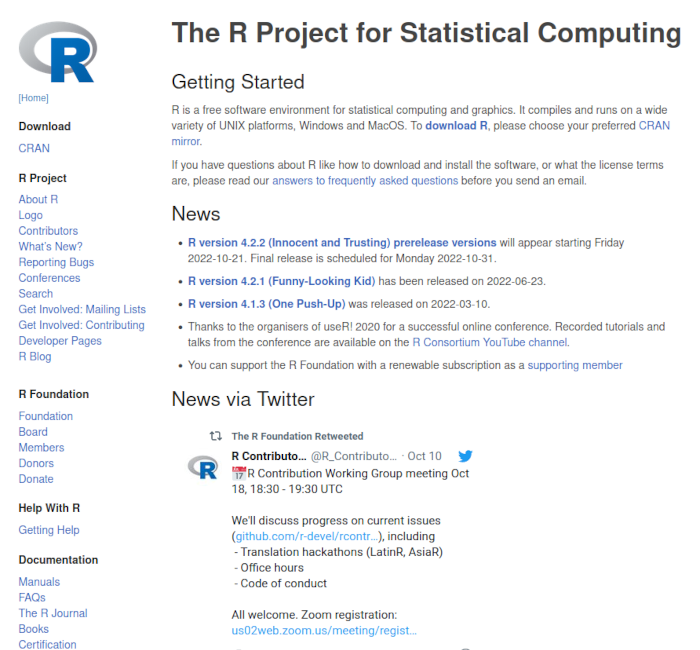 R
[Home]
Download
CRAN
R Project
About R
Logo
Contributors
What's New?
Reporting Bugs
Conferences
Search
Get Involved: Mailing Lists
Get Involved: Contributing
Developer Pages
R Blog
R Foundation
Foundation
Board
Members
Donors
Donate
Help With R
Getting Help
Documentation
Manuals
FAQs
The R Journal
Books
Certification
The R Project for Statistical Computing
Getting Started
R is a free software environment for statistical computing and graphics. It compiles and runs on a wide
variety of UNIX platforms, Windows and MacOS. To download R, please choose your preferred CRAN
mirror.
If you have questions about R like how to download and install the software, or what the license terms
are, please read our answers to frequently asked questions before you send an email.
News
• R version 4.2.2 (Innocent and Trusting) prerelease versions will appear starting Friday
2022-10-21. Final release is scheduled for Monday 2022-10-31.
• R version 4.2.1 (Funny-Looking Kid) has been released on 2022-06-23.
• R version 4.1.3 (One Push-Up) was released on 2022-03-10.
• Thanks to the organisers of useR! 2020 for a successful online conference. Recorded tutorials and
talks from the conference are available on the R Consortium YouTube channel.
• You can support the R Foundation with a renewable subscription as a supporting member
News via Twitter
The R Foundation Retweeted
R
R Contributo... @R_Contributo... · Oct 10
📅R Contribution Working Group meeting Oct
18, 18:30 - 19:30 UTC
We'll discuss progress on current issues
(github.com/r-devel/rcontr…), including
- Translation hackathons (LatinR, AsiaR)
- Office hours
- Code of conduct
All welcome. Zoom registration:
us02web.zoom.us/meeting/regist…